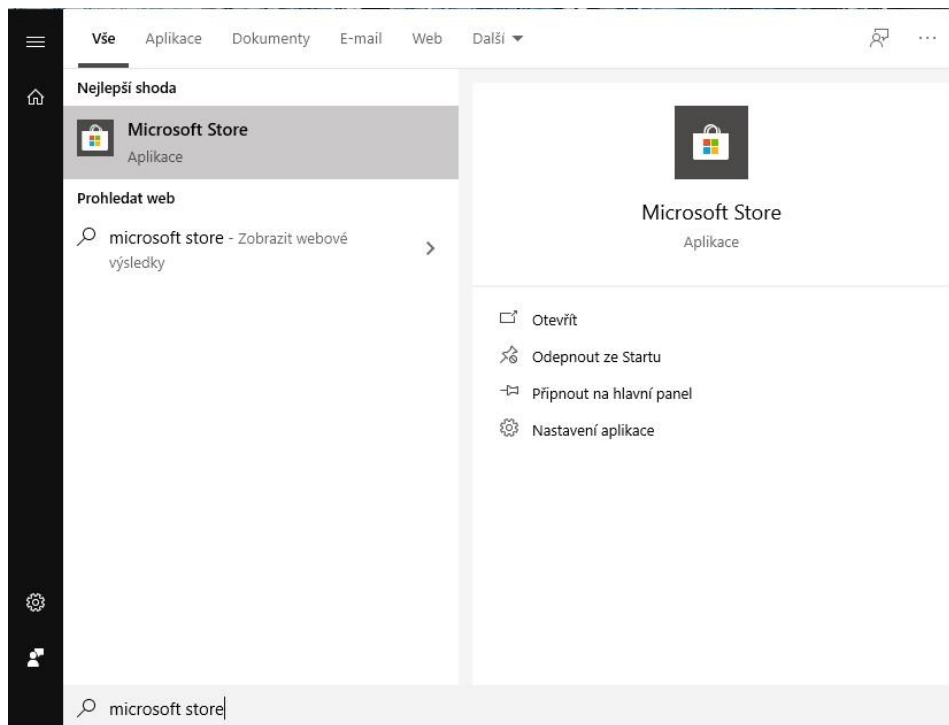 Vše Aplikace Dokumenty E-mail Web Další
Nejlepší shoda
Microsoft Store
Aplikace
Prohledat web
microsoft store - Zobrazit webové
výsledky
Microsoft Store
Aplikace
Otevřít
Odepnout ze Startu
Připnout na hlavní panel
Nastavení aplikace
microsoft store